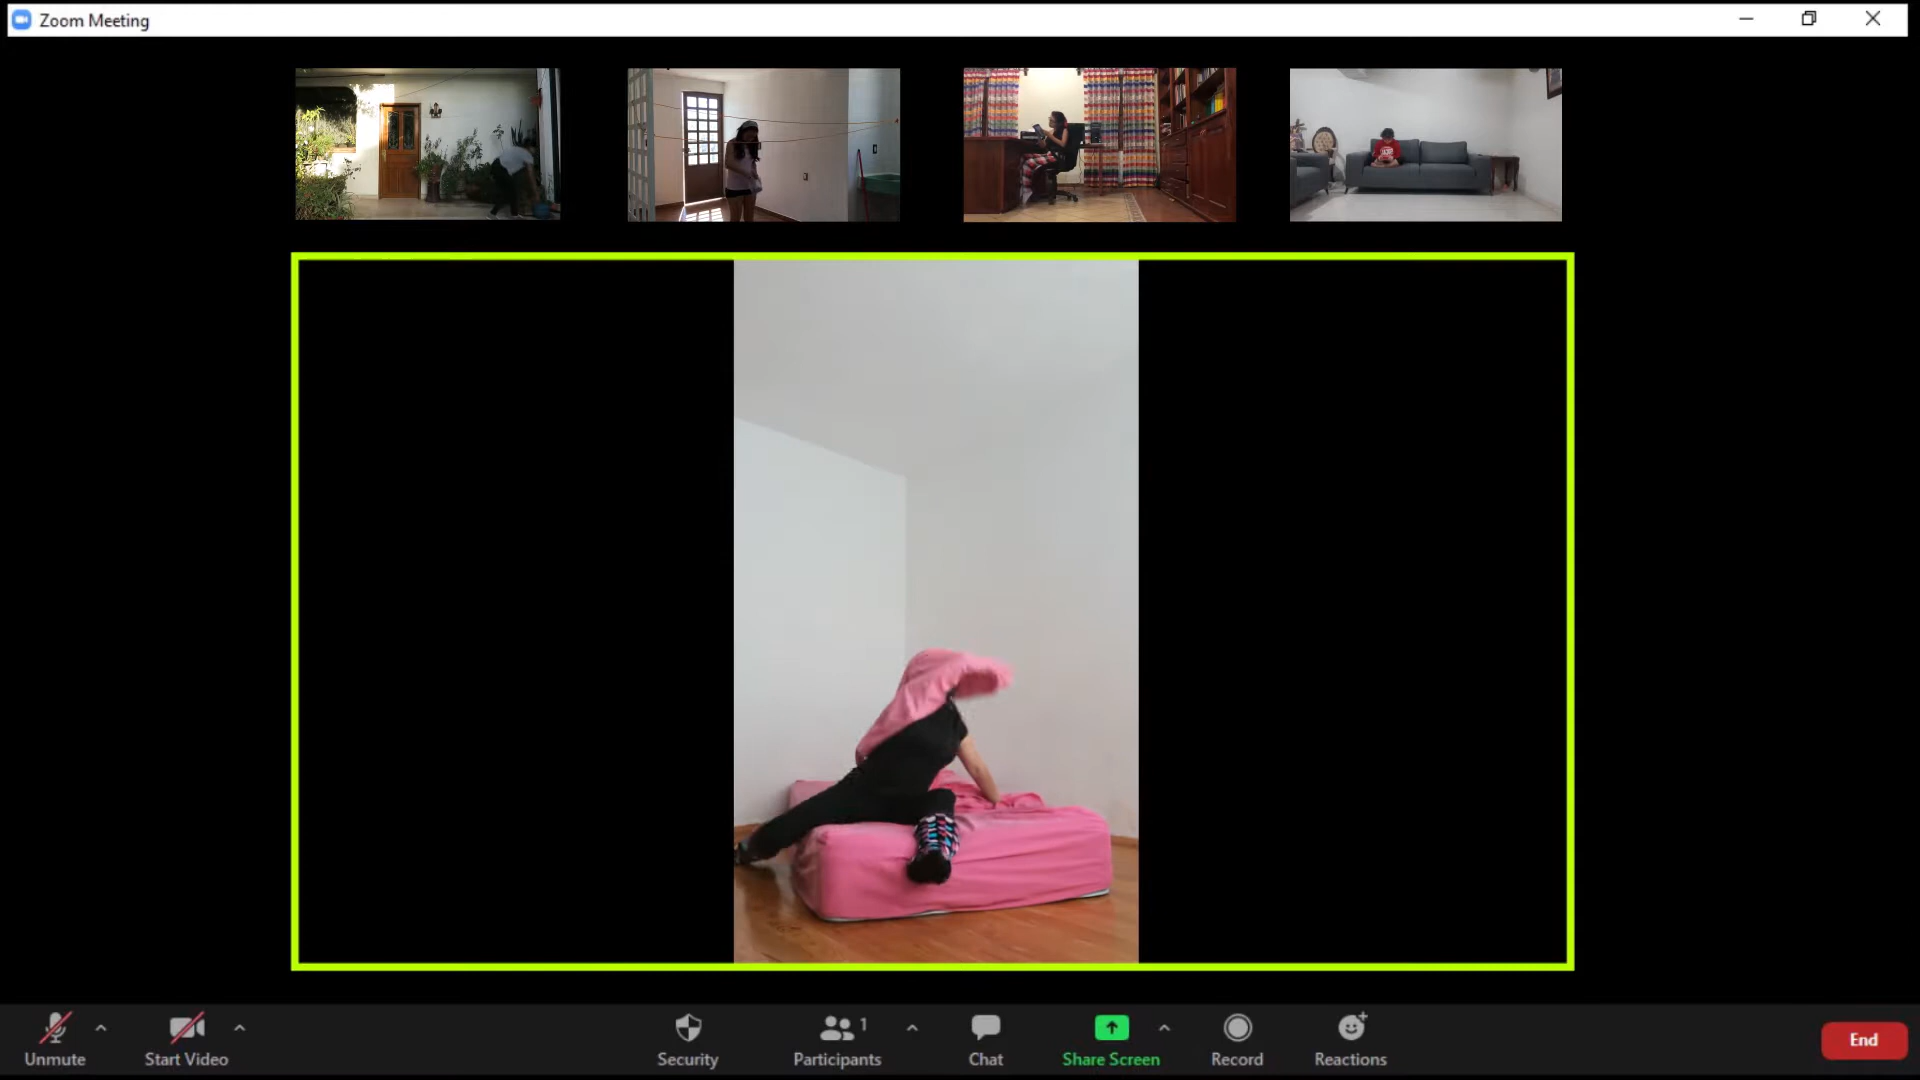 Zoom Meeting
Unmute
Start Video
Security
1
Participants
Chat
Share Screen
Record
Reactions
End